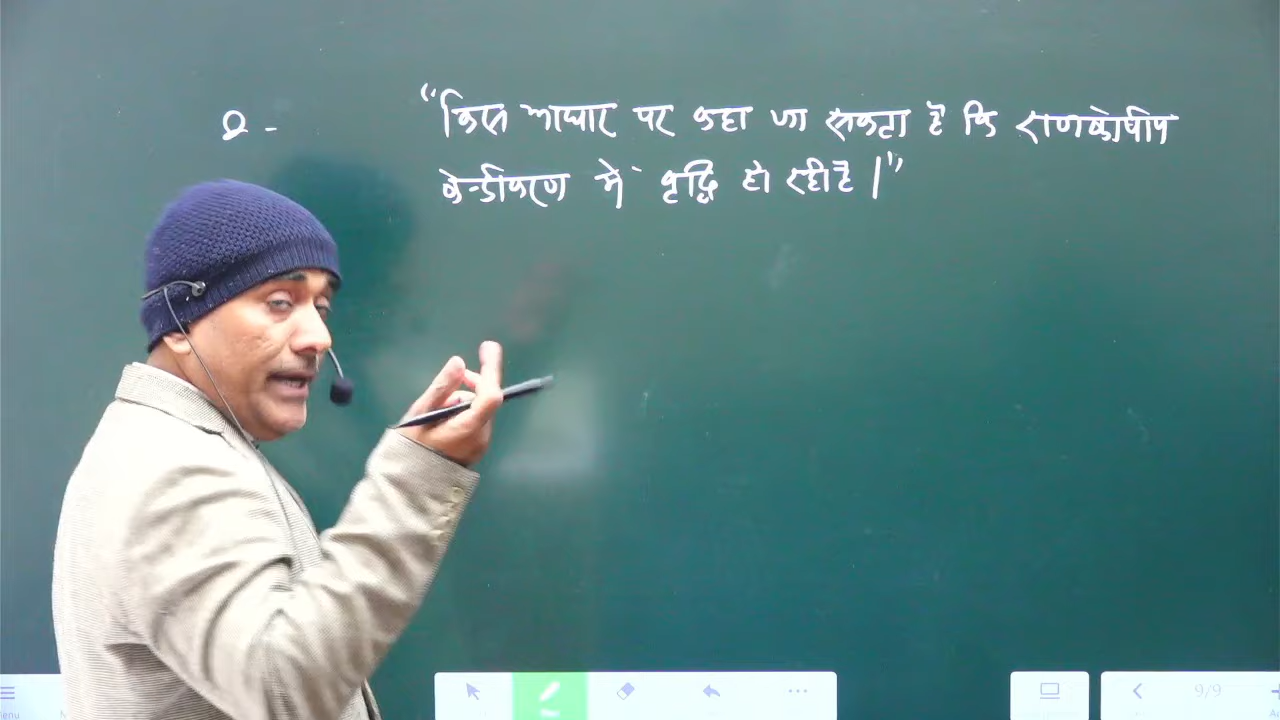 Q - "किस आधार पर कहा जा सकता है कि राजकोषीय
केन्द्रीकरण में वृद्धि हो रही है।"
9/9